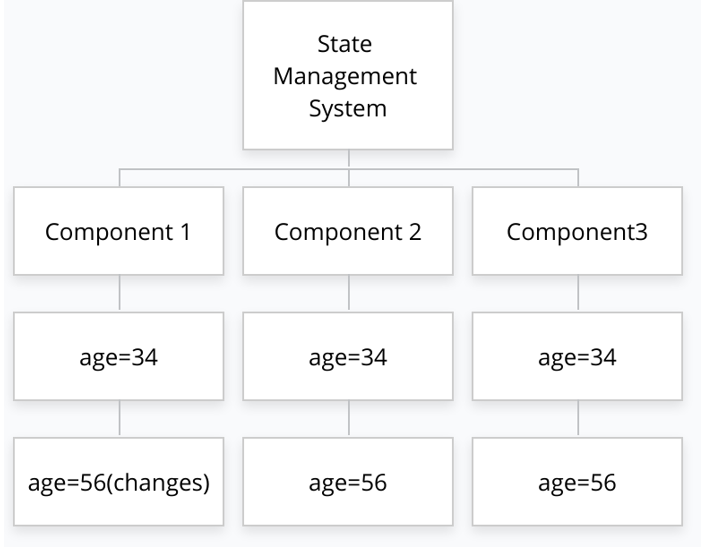 State
Management
System
Component 1
Component 2
Component3
age=34
age=34
age=34
age=56(changes)
age=56
age=56